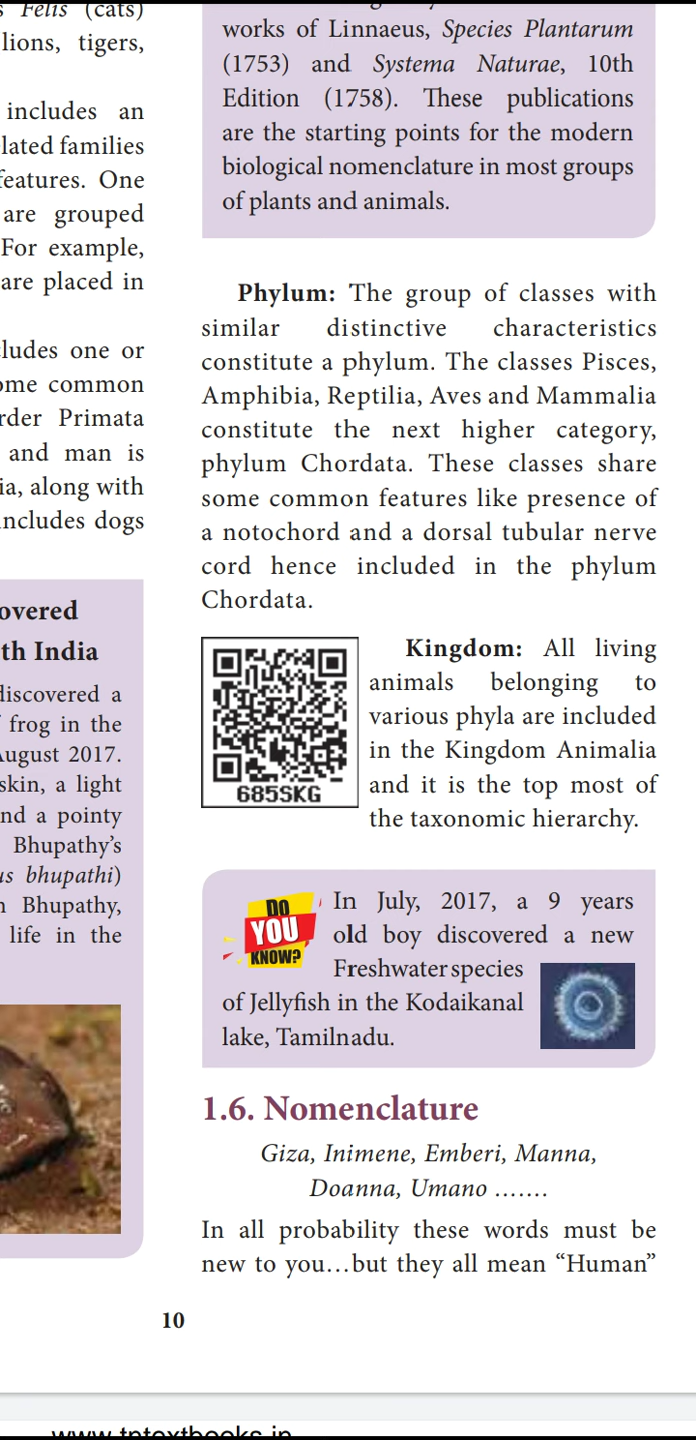 Felis (cats)
lions, tigers,
includes an
lated families
features. One
are grouped
For example,
are placed in
cludes one or
ome common
rder Primata
and man is
ia, along with
includes dogs
overed
th India
discovered a
frog in the
August 2017.
skin, a light
nd a pointy
Bhupathy’s
us bhupathi)
Bhupathy,
life in the
works of Linnaeus, Species Plantarum
(1753) and Systema Naturae, 10th
Edition (1758). These publications
are the starting points for the modern
biological nomenclature in most groups
of plants and animals.
Phylum: The group of classes with
similar distinctive characteristics
constitute a phylum. The classes Pisces,
Amphibia, Reptilia, Aves and Mammalia
constitute the next higher category,
phylum Chordata. These classes share
some common features like presence of
a notochord and a dorsal tubular nerve
cord hence included in the phylum
Chordata.
685SKG
Kingdom: All living
animals belonging to
various phyla are included
in the Kingdom Animalia
and it is the top most of
the taxonomic hierarchy.
DO
YOU
KNOW?
In July, 2017, a 9 years
old boy discovered a new
Freshwater species
of Jellyfish in the Kodaikanal
lake, Tamilnadu.
1.6. Nomenclature
Giza, Inimene, Emberi, Manna,
Doanna, Umano .......
In all probability these words must be
new to you...but they all mean “Human”
10
www.tntextbooks.in